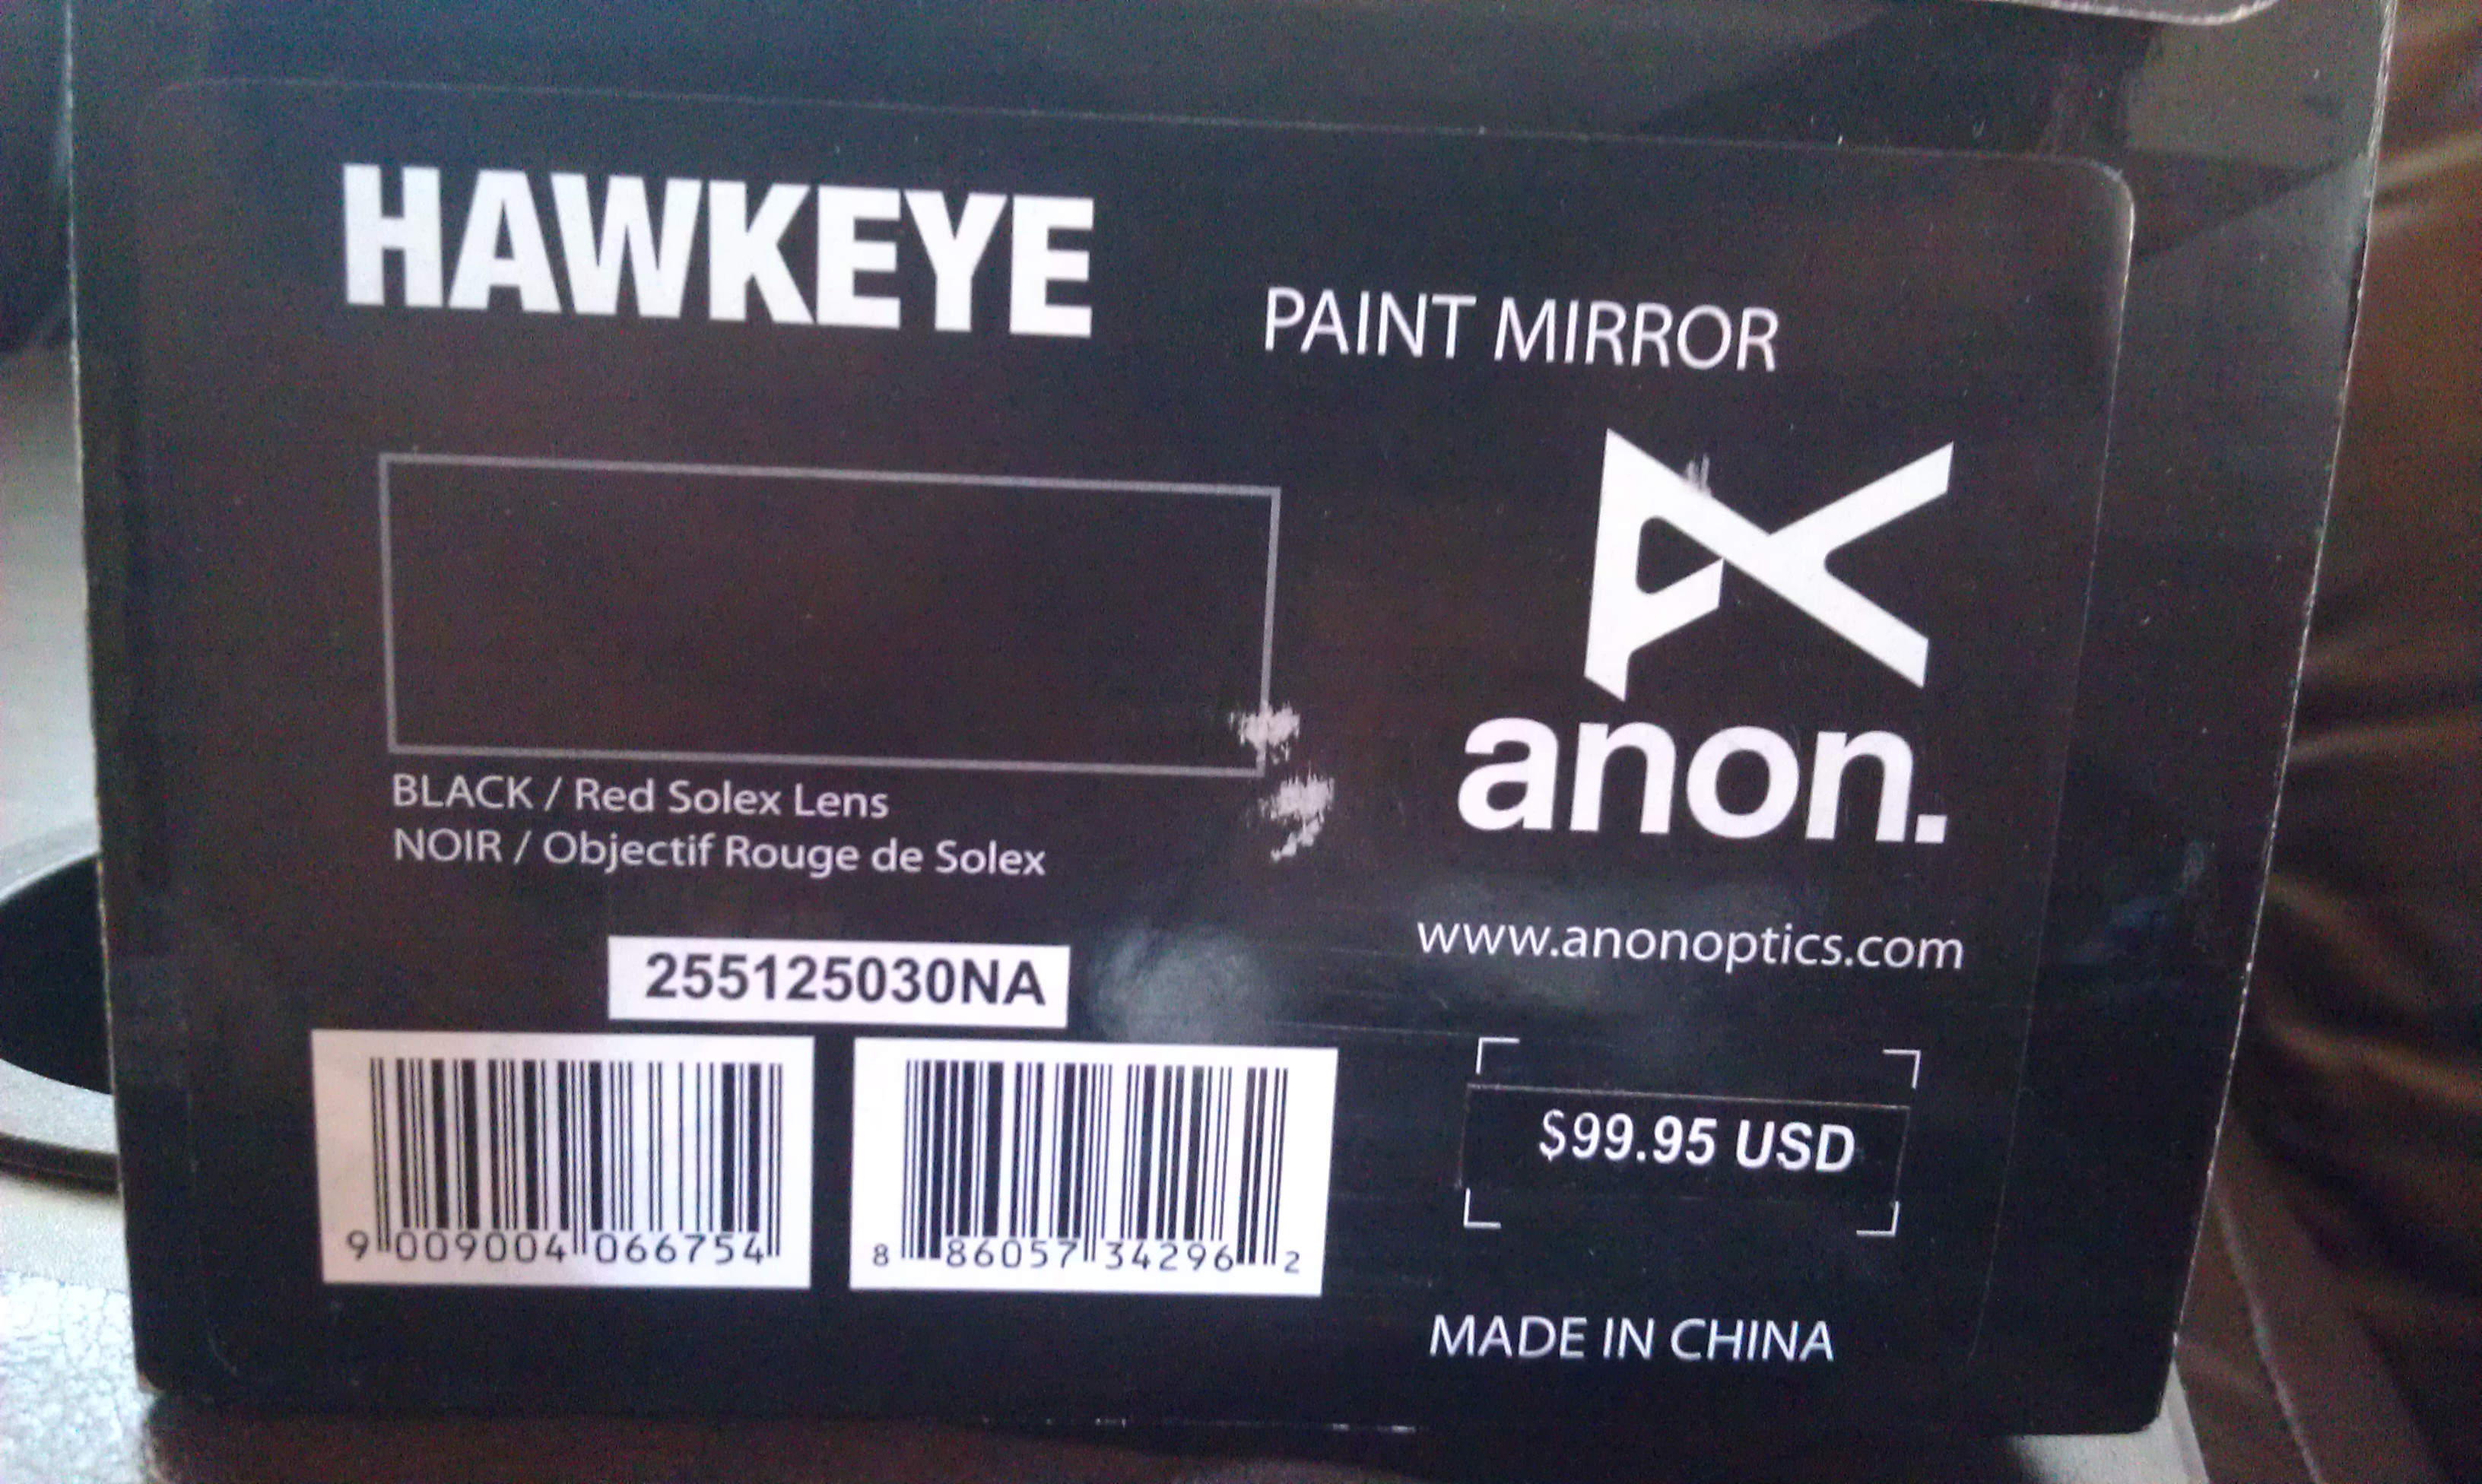 HAWKEYE
PAINT MIRROR
BLACK / Red Solex Lens
NOIR / Objectif Rouge de Solex
anon.
www.anonoptics.com
255125030NA
9 009004 066754
8 86057 34296 2
$99.95 USD
MADE IN CHINA